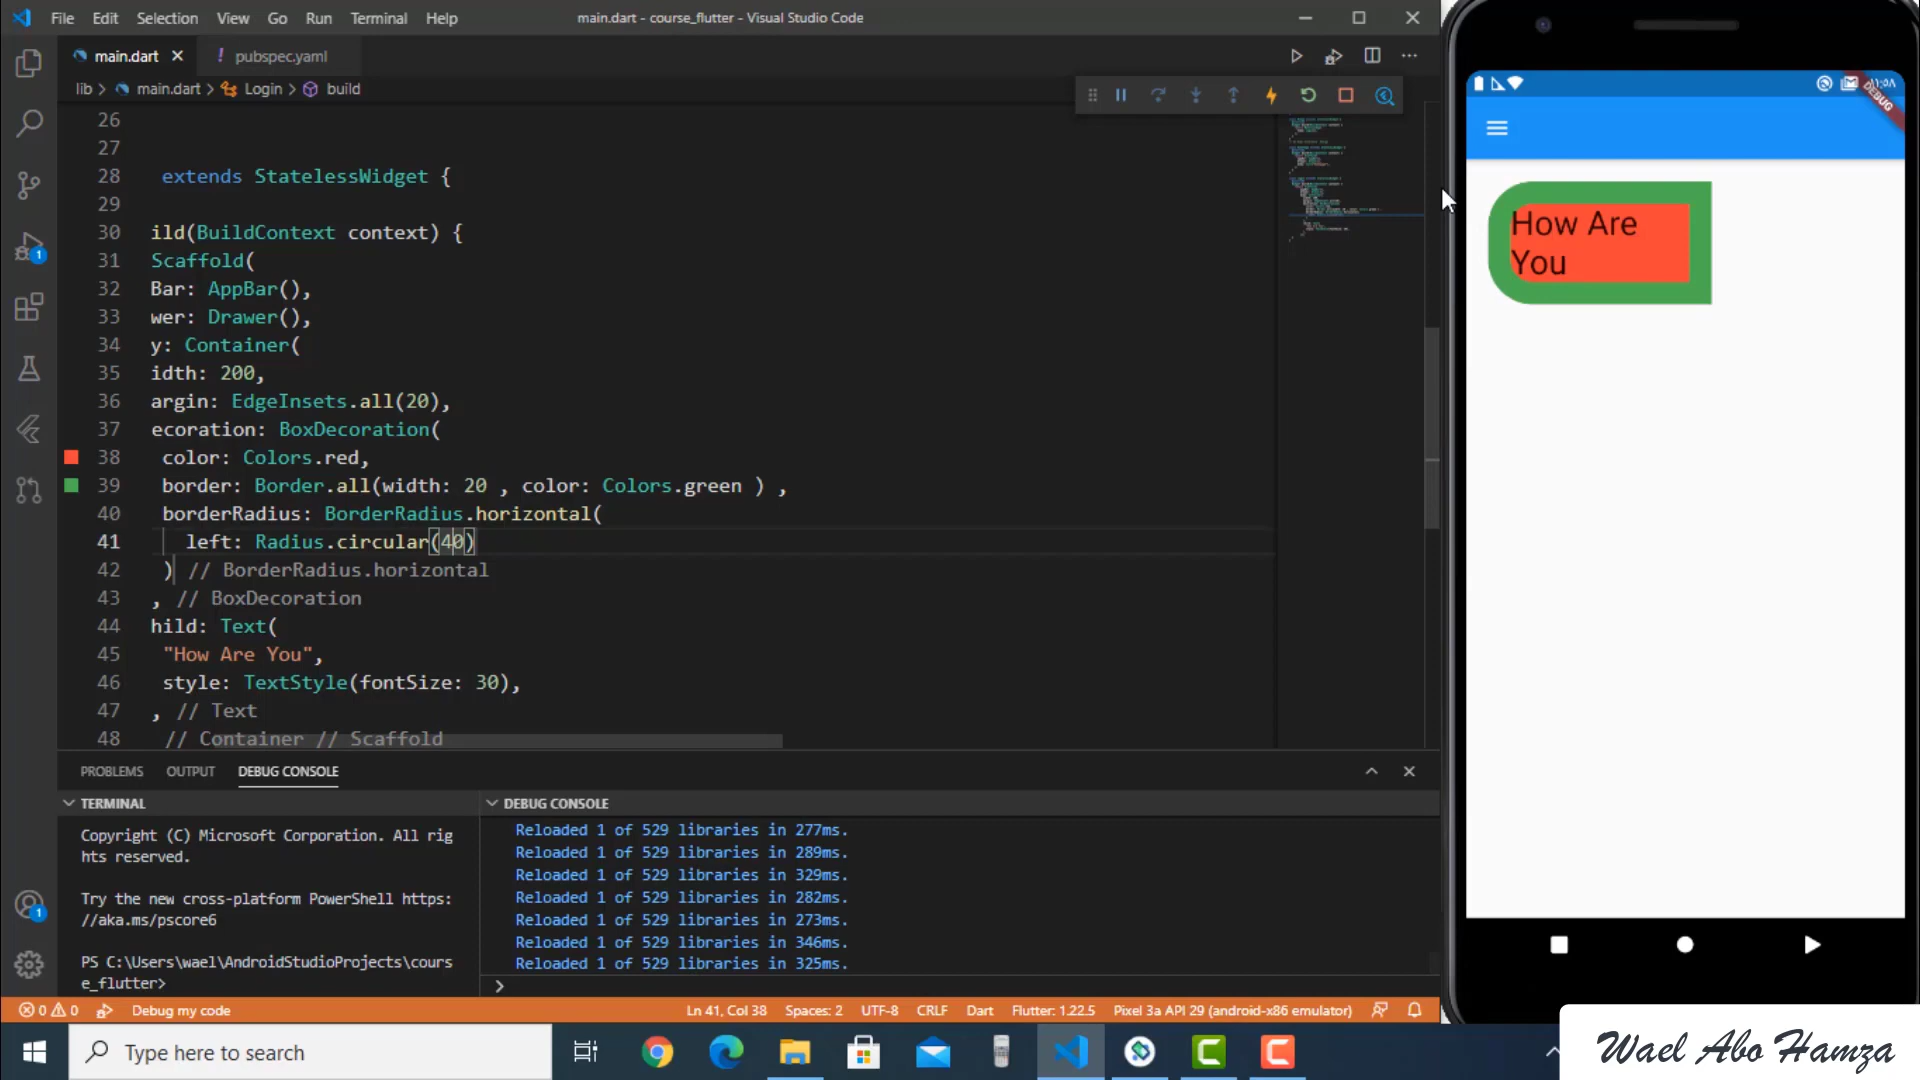 File Edit Selection View Go Run Terminal Help
main.dart - course_flutter - Visual Studio Code
main.dart
! pubspec.yaml
lib > main.dart > Login > build
26
27
28 extends StatelessWidget {
29
30 ild(BuildContext context) {
31 Scaffold(
32 Bar: AppBar(),
33 wer: Drawer(),
34 y: Container(
35 idth: 200,
36 argin: EdgeInsets.all(20),
37 ecoration: BoxDecoration(
38 color: Colors.red,
39 border: Border.all(width: 20 , color: Colors.green ) ,
40 borderRadius: BorderRadius.horizontal(
41 left: Radius.circular(40)
42 ) // BorderRadius.horizontal
43 , // BoxDecoration
44 hild: Text(
45 "How Are You",
46 style: TextStyle(fontSize: 30),
47 , // Text
48 // Container // Scaffold
PROBLEMS OUTPUT DEBUG CONSOLE
TERMINAL
Copyright (C) Microsoft Corporation. All rig
hts reserved.
Try the new cross-platform PowerShell https:
//aka.ms/pscore6
PS C:\Users\wael\AndroidStudioProjects\cours
e_flutter>
DEBUG CONSOLE
Reloaded 1 of 529 libraries in 277ms.
Reloaded 1 of 529 libraries in 289ms.
Reloaded 1 of 529 libraries in 329ms.
Reloaded 1 of 529 libraries in 282ms.
Reloaded 1 of 529 libraries in 273ms.
Reloaded 1 of 529 libraries in 346ms.
Reloaded 1 of 529 libraries in 325ms.
1
1
0 0 Debug my code
Ln 41, Col 38 Spaces: 2 UTF-8 CRLF Dart Flutter: 1.22.5 Pixel 3a API 29 (android-x86 emulator)
Type here to search
DEBUG
How Are
You
Wael Abo Hamza